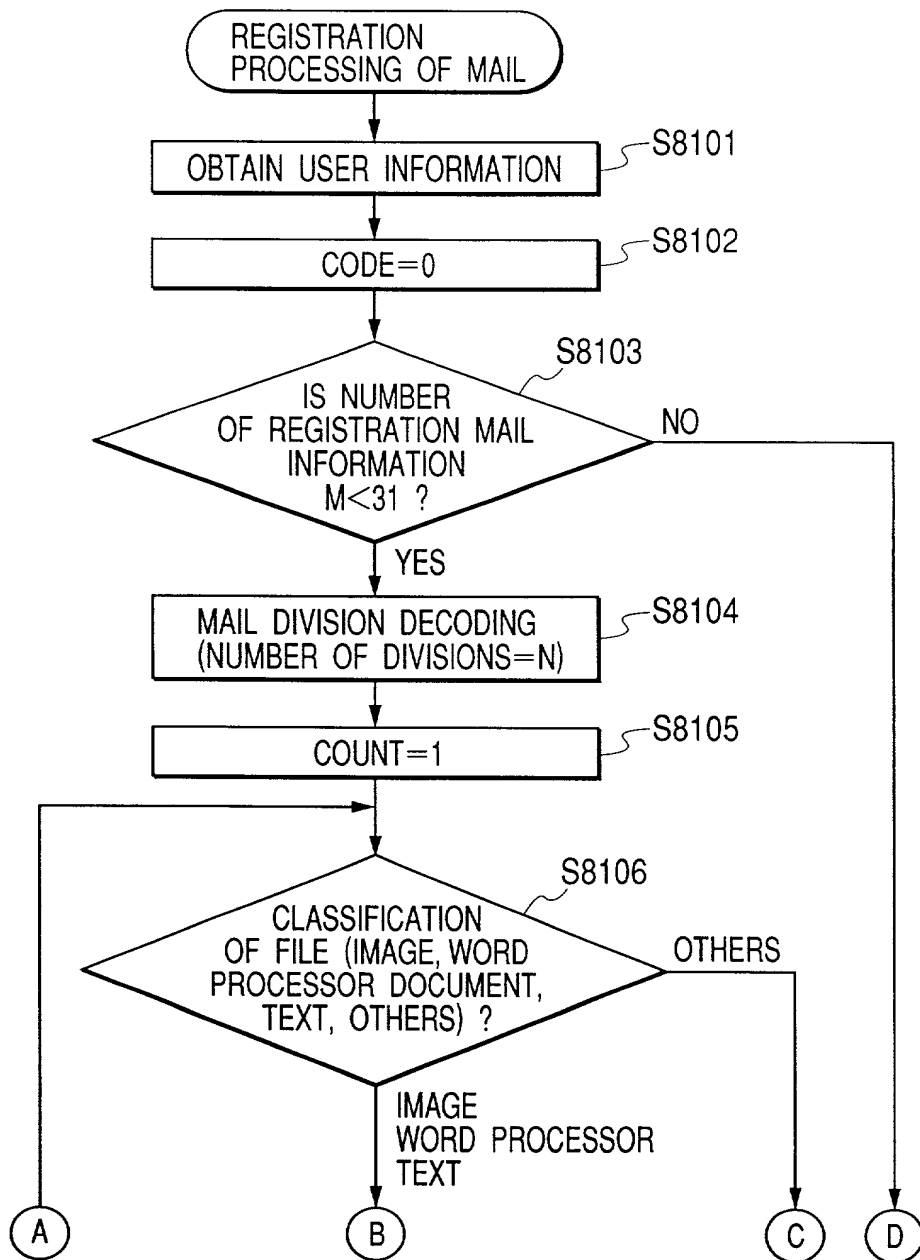 REGISTRATION
PROCESSING OF MAIL
S8101
OBTAIN USER INFORMATION
S8102
CODE=0
S8103
IS NUMBER
OF REGISTRATION MAIL
INFORMATION
M<31 ?
NO
YES
S8104
MAIL DIVISION DECODING
(NUMBER OF DIVISIONS=N)
S8105
COUNT=1
S8106
CLASSIFICATION
OF FILE (IMAGE, WORD
PROCESSOR DOCUMENT,
TEXT, OTHERS) ?
OTHERS
IMAGE
WORD PROCESSOR
TEXT
A
B
C
D